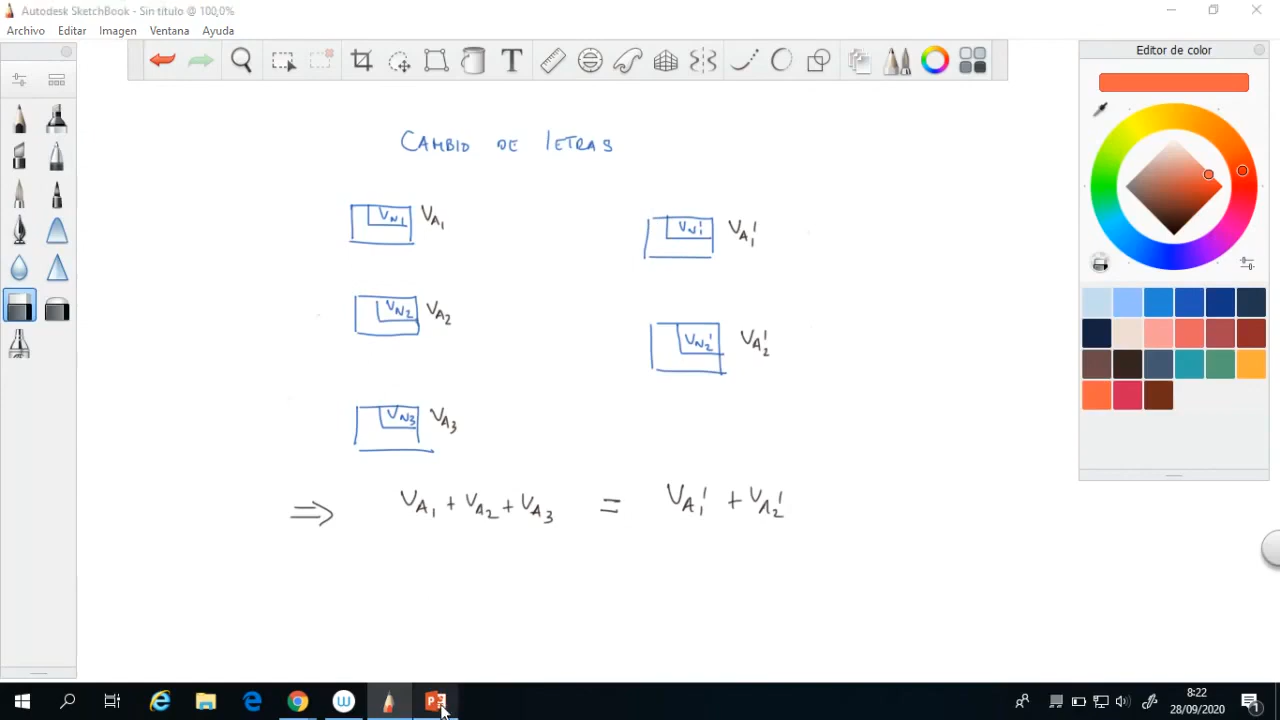 Autodesk SketchBook - Sin título @ 100,0%
Archivo Editar Imagen Ventana Ayuda
Editor de color
CAMBIO DE LETRAS
VN1 VA1
VN1' VA1'
VN2 VA2
VN2' VA2'
VN3 VA3
⇒ VA1 + VA2 + VA3 = VA1' + VA2'
8:22
28/09/2020
1